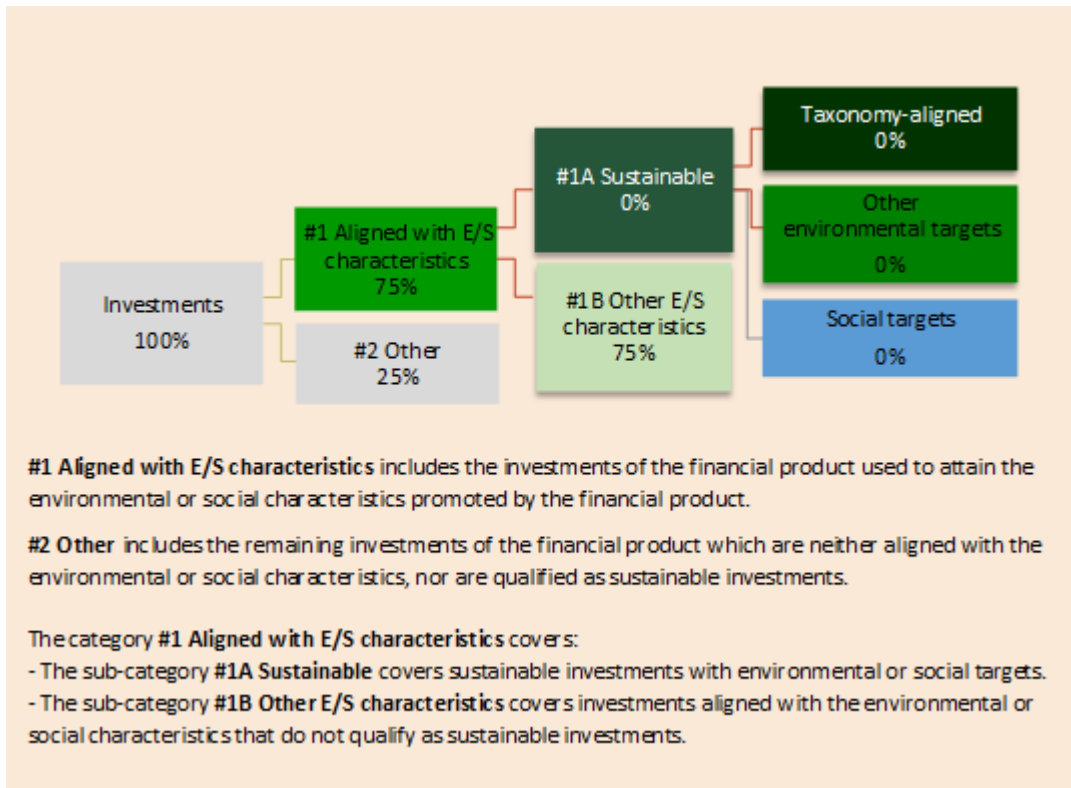 Investments
100%
#1 Aligned with E/S
characteristics
75%
#2 Other
25%
#1A Sustainable
0%
#1B Other E/S
characteristics
75%
Taxonomy-aligned
0%
Other
environmental targets
0%
Social targets
0%
#1 Aligned with E/S characteristics includes the investments of the financial product used to attain the
environmental or social characteristics promoted by the financial product.
#2 Other includes the remaining investments of the financial product which are neither aligned with the
environmental or social characteristics, nor are qualified as sustainable investments.
The category #1 Aligned with E/S characteristics covers:
- The sub-category #1A Sustainable covers sustainable investments with environmental or social targets.
- The sub-category #1B Other E/S characteristics covers investments aligned with the environmental or
social characteristics that do not qualify as sustainable investments.